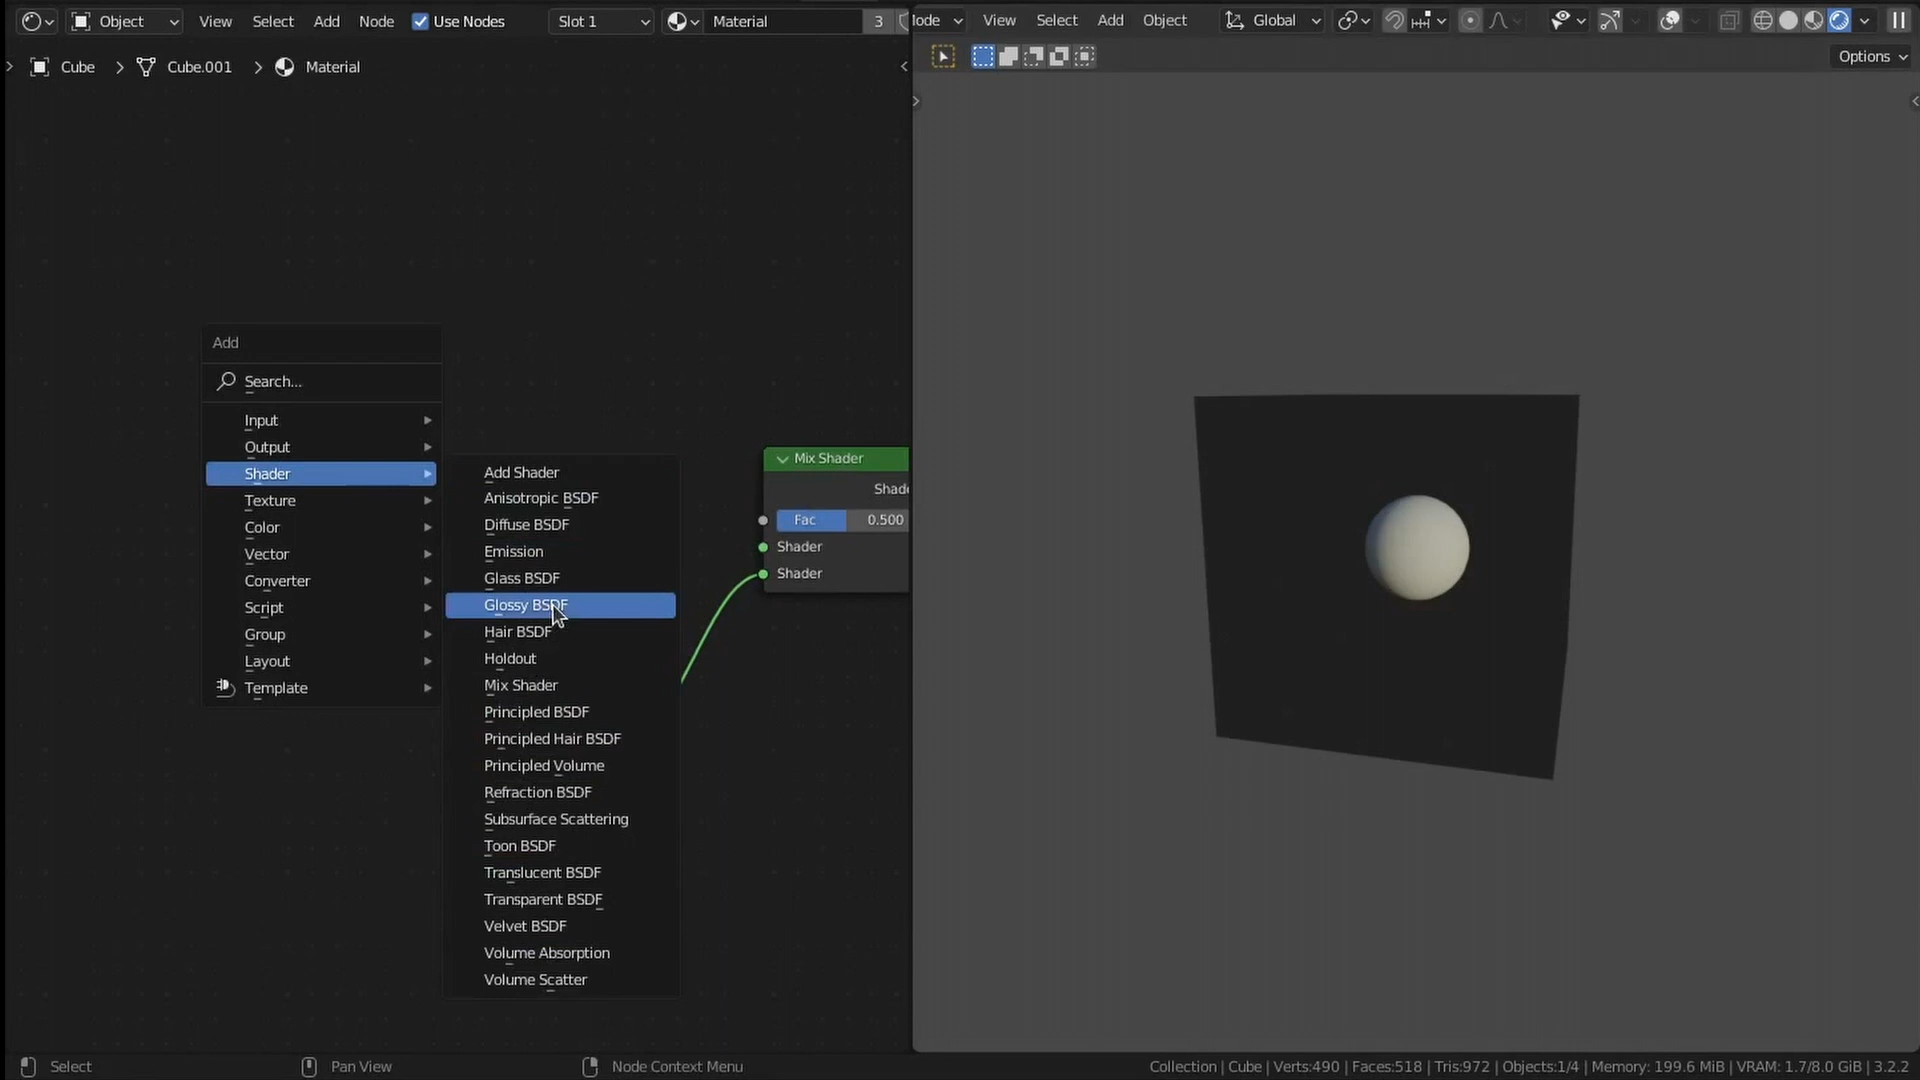 Object View Select Add Node Use Nodes Slot 1 Material 3
View Select Add Object Global
Options
Cube Cube.001 Material
Add
Search...
Input
Output
Shader
Texture
Color
Vector
Converter
Script
Group
Layout
Template
Add Shader
Anisotropic BSDF
Diffuse BSDF
Emission
Glass BSDF
Glossy BSDF
Hair BSDF
Holdout
Mix Shader
Principled BSDF
Principled Hair BSDF
Principled Volume
Refraction BSDF
Subsurface Scattering
Toon BSDF
Translucent BSDF
Transparent BSDF
Velvet BSDF
Volume Absorption
Volume Scatter
Mix Shader
Shade
Fac 0.500
Shader
Shader
Select Pan View Node Context Menu
Collection | Cube | Verts:490 | Faces:518 | Tris:972 | Objects:1/4 | Memory: 199.6 MiB | VRAM: 1.7/8.0 GiB | 3.2.2